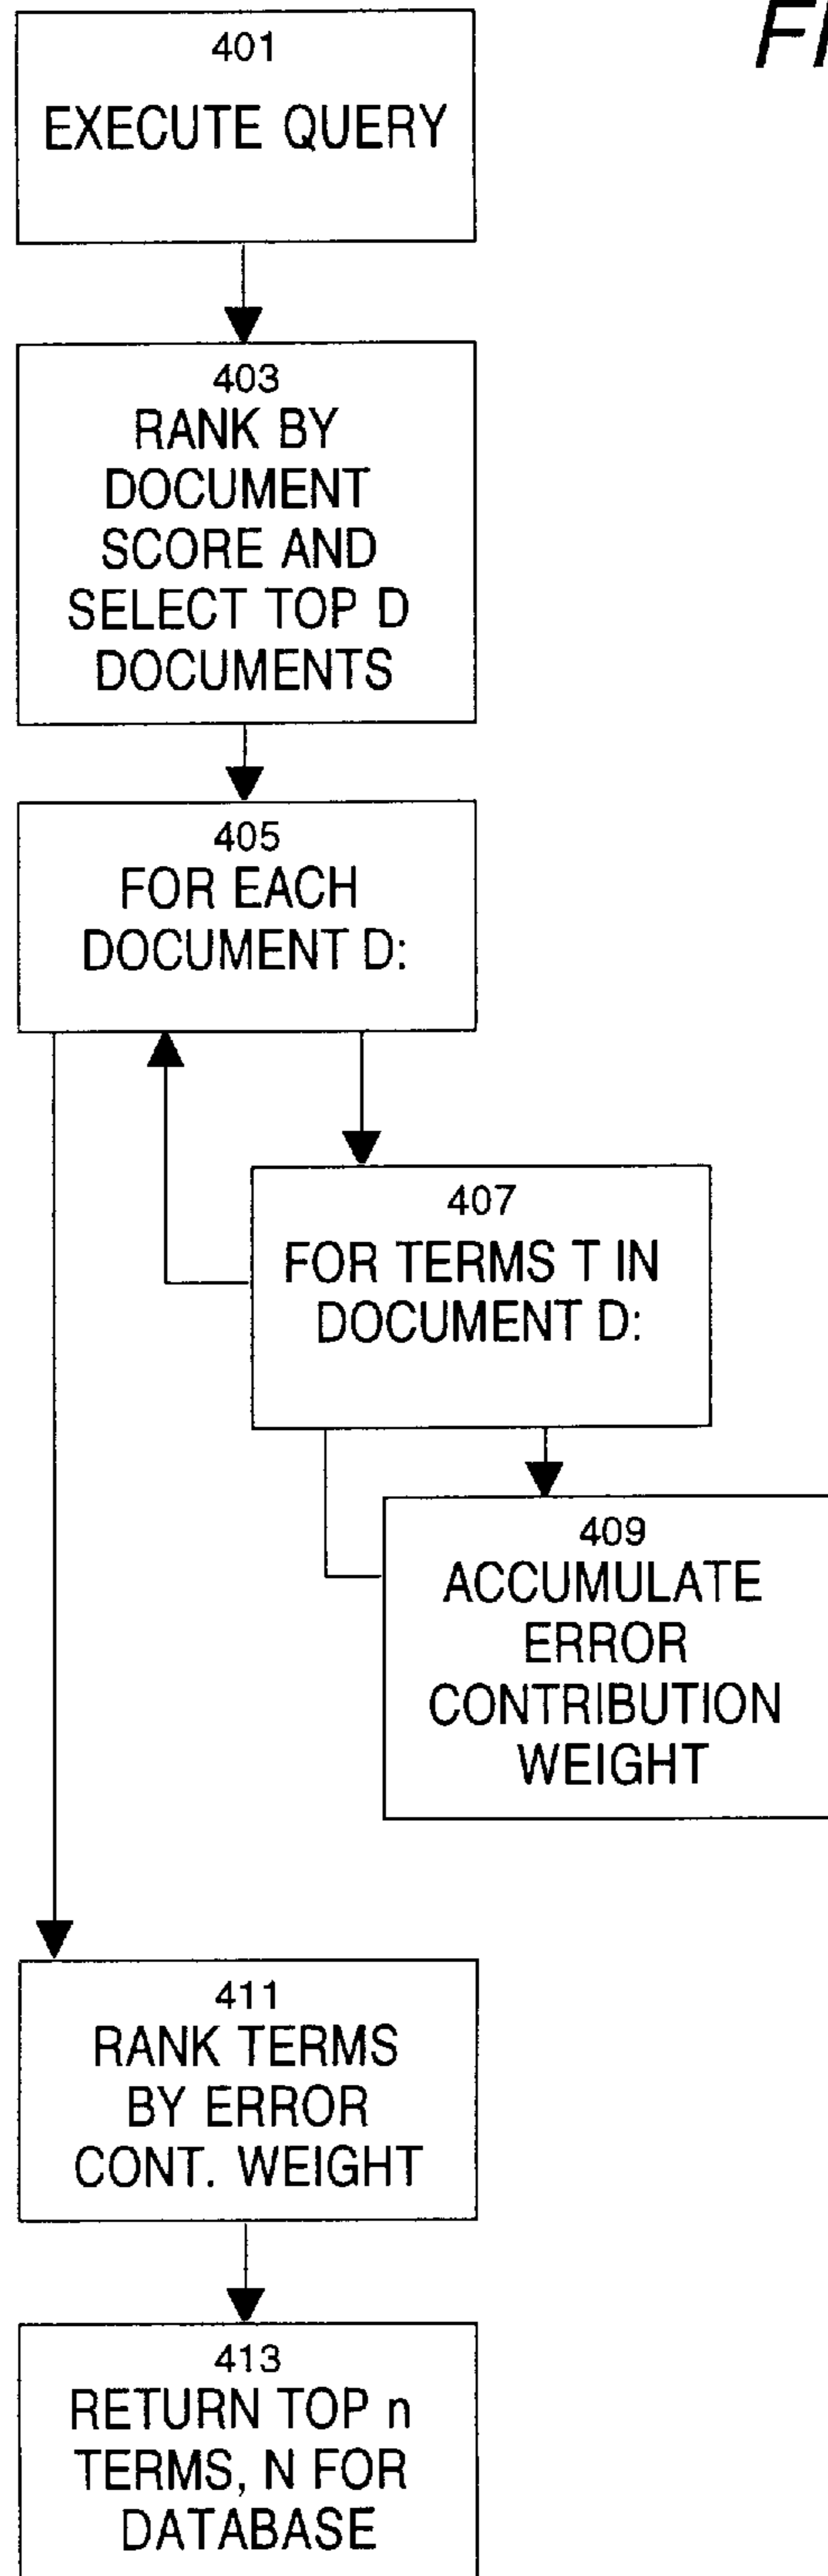 401
EXECUTE QUERY
403
RANK BY
DOCUMENT
SCORE AND
SELECT TOP D
DOCUMENTS
405
FOR EACH
DOCUMENT D:
407
FOR TERMS T IN
DOCUMENT D:
409
ACCUMULATE
ERROR
CONTRIBUTION
WEIGHT
411
RANK TERMS
BY ERROR
CONT. WEIGHT
413
RETURN TOP n
TERMS, N FOR
DATABASE